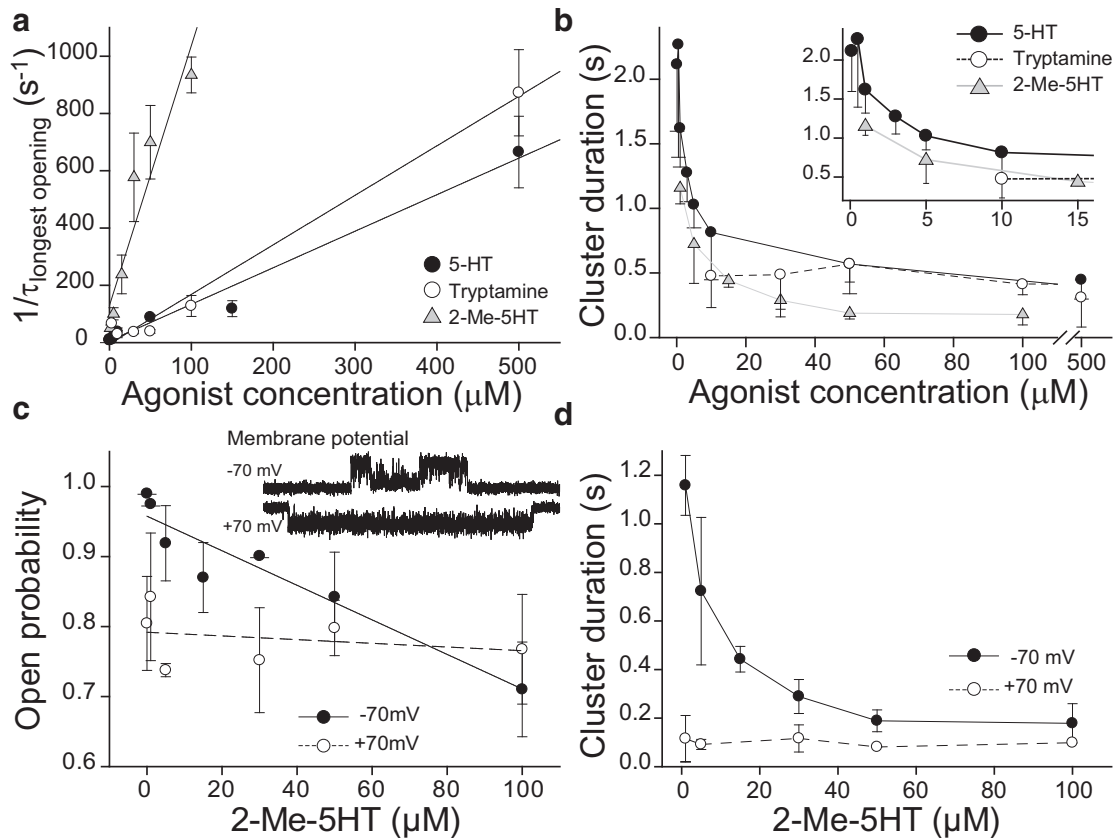 a
1/τlongest opening (s-1)
1000
800
600
400
200
0
5-HT
Tryptamine
2-Me-5HT
0 100 200 300 400 500
Agonist concentration (μM)
b
Cluster duration (s)
2.0
1.5
1.0
0.5
0.0
2.0
1.5
1.0
0.5
0 5 10 15
5-HT
Tryptamine
2-Me-5HT
0 20 40 60 80 100 500
Agonist concentration (μM)
c
Open probability
1.0
0.9
0.8
0.7
0.6
Membrane potential
-70 mV
+70 mV
-70mV
+70mV
0 20 40 60 80 100
2-Me-5HT (μM)
d
Cluster duration (s)
1.2
1.0
0.8
0.6
0.4
0.2
0.0
-70 mV
+70 mV
0 20 40 60 80 100
2-Me-5HT (μM)